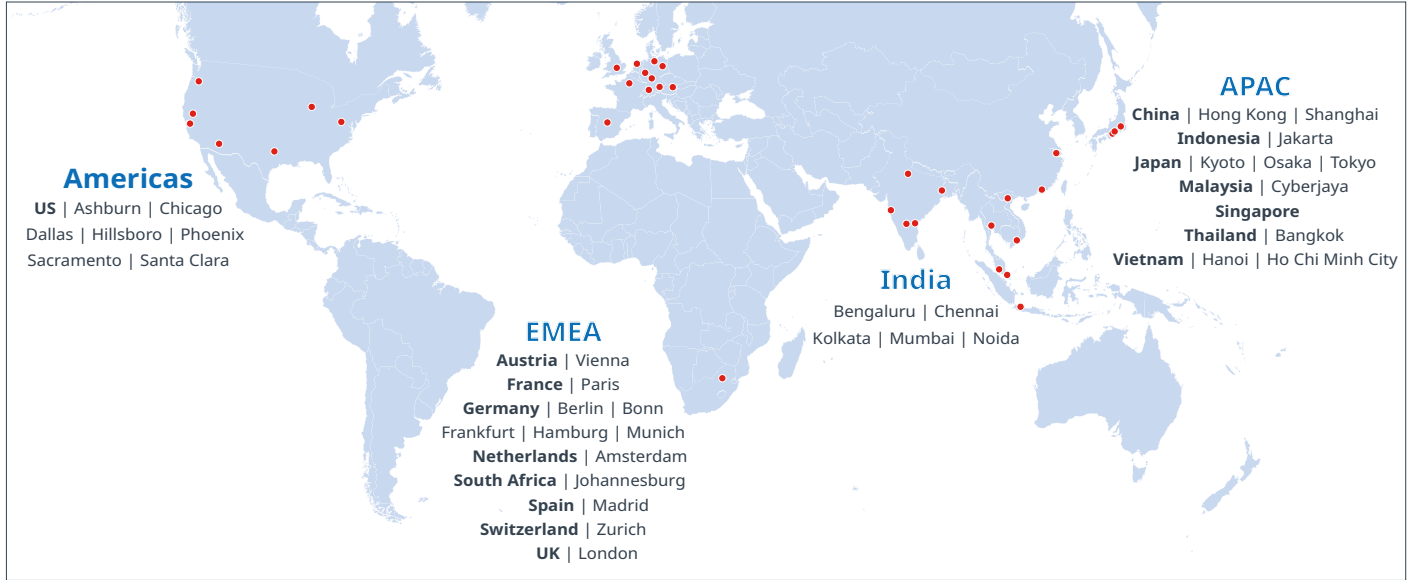 Americas
US | Ashburn | Chicago
Dallas | Hillsboro | Phoenix
Sacramento | Santa Clara
EMEA
Austria | Vienna
France | Paris
Germany | Berlin | Bonn
Frankfurt | Hamburg | Munich
Netherlands | Amsterdam
South Africa | Johannesburg
Spain | Madrid
Switzerland | Zurich
UK | London
India
Bengaluru | Chennai
Kolkata | Mumbai | Noida
APAC
China | Hong Kong | Shanghai
Indonesia | Jakarta
Japan | Kyoto | Osaka | Tokyo
Malaysia | Cyberjaya
Singapore
Thailand | Bangkok
Vietnam | Hanoi | Ho Chi Minh City